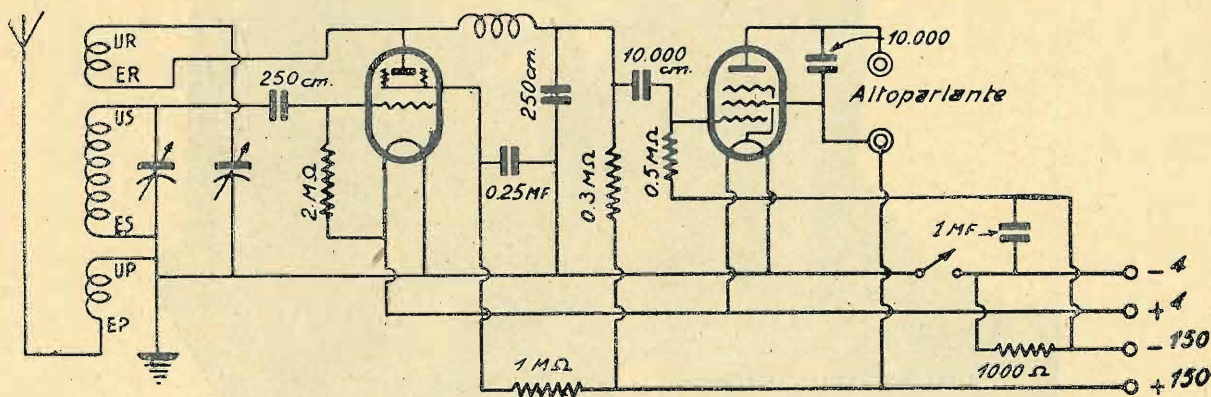 UR
ER
250 cm.
US
ES
UP
EP
2 MΩ
0.25 MF
250 cm.
10.000
cm.
0.3 MΩ
0.5 MΩ
10.000
Altoparlante
1 MF
- 4
+ 4
- 150
+ 150
1 MΩ
1000 Ω